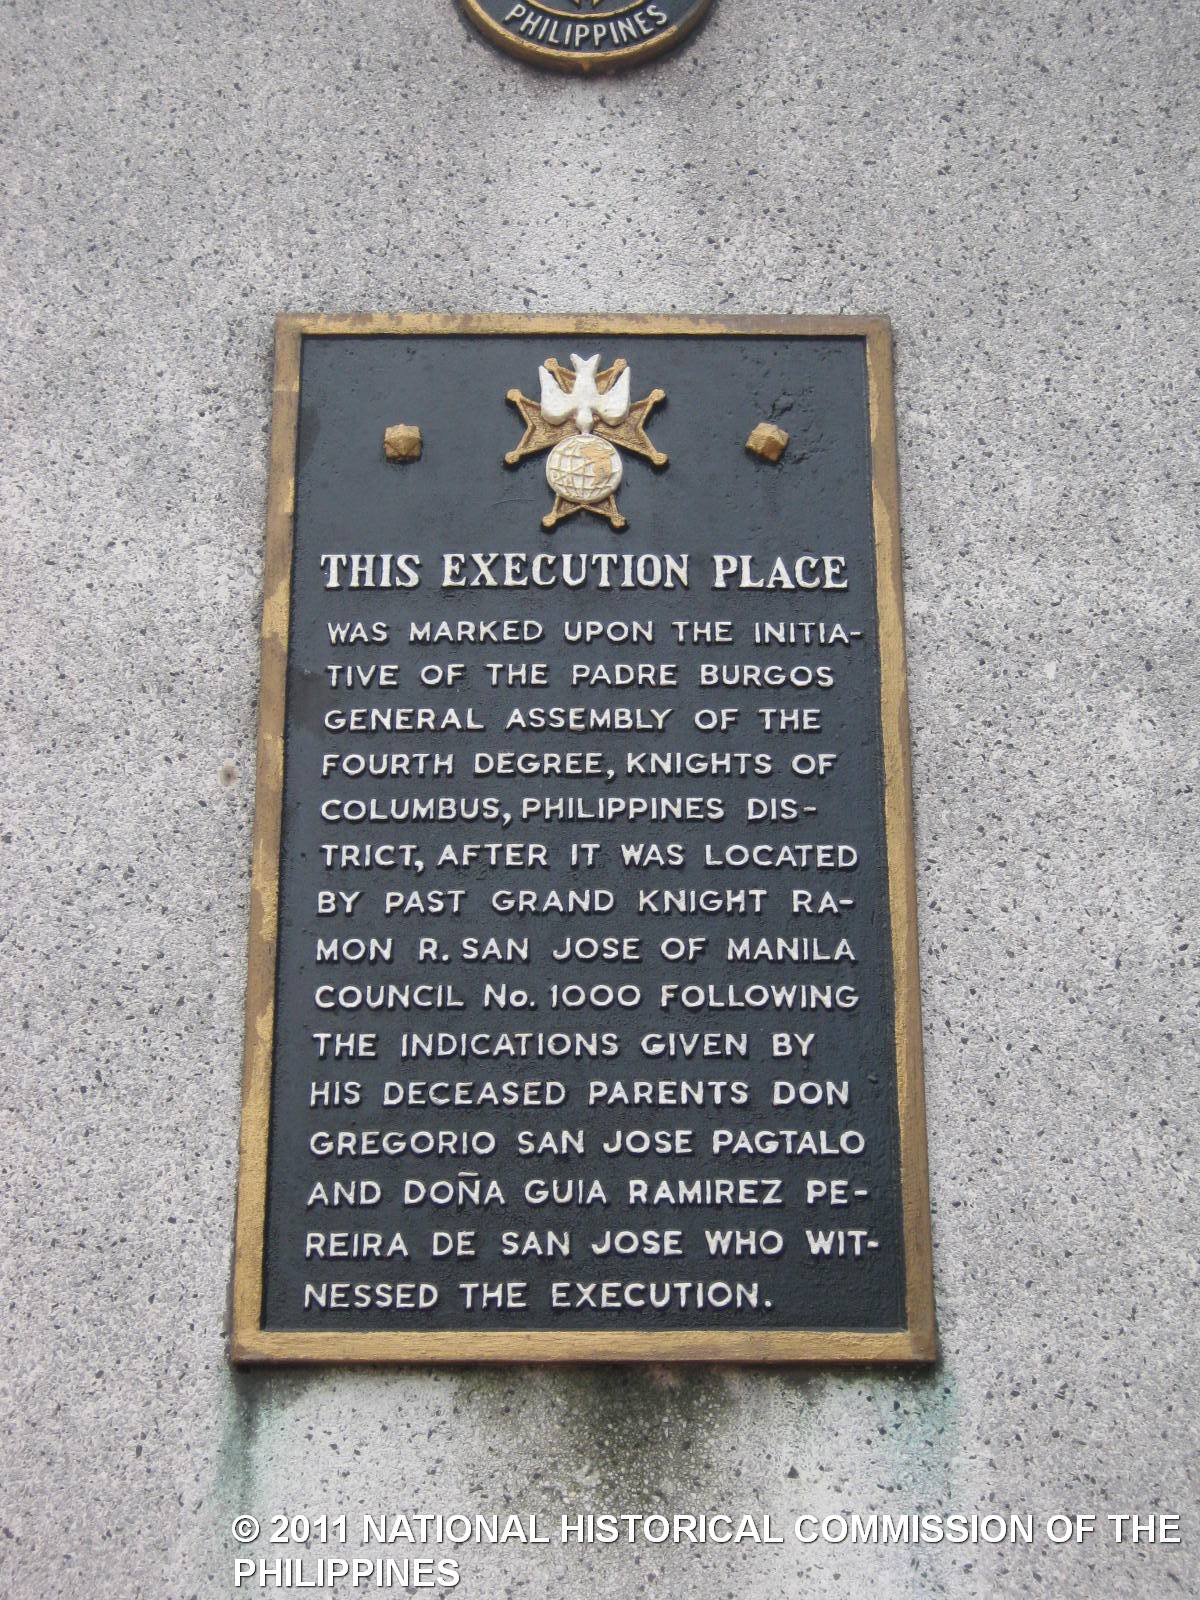 PHILIPPINES
THIS EXECUTION PLACE
WAS MARKED UPON THE INITIA-
TIVE OF THE PADRE BURGOS
GENERAL ASSEMBLY OF THE
FOURTH DEGREE, KNIGHTS OF
COLUMBUS, PHILIPPINES DIS-
TRICT, AFTER IT WAS LOCATED
BY PAST GRAND KNIGHT RA-
MON R. SAN JOSE OF MANILA
COUNCIL No. 1000 FOLLOWING
THE INDICATIONS GIVEN BY
HIS DECEASED PARENTS DON
GREGORIO SAN JOSE PAGTALO
AND DOÑA GUIA RAMIREZ PE-
REIRA DE SAN JOSE WHO WIT-
NESSED THE EXECUTION.
© 2011 NATIONAL HISTORICAL COMMISSION OF THE
PHILIPPINES